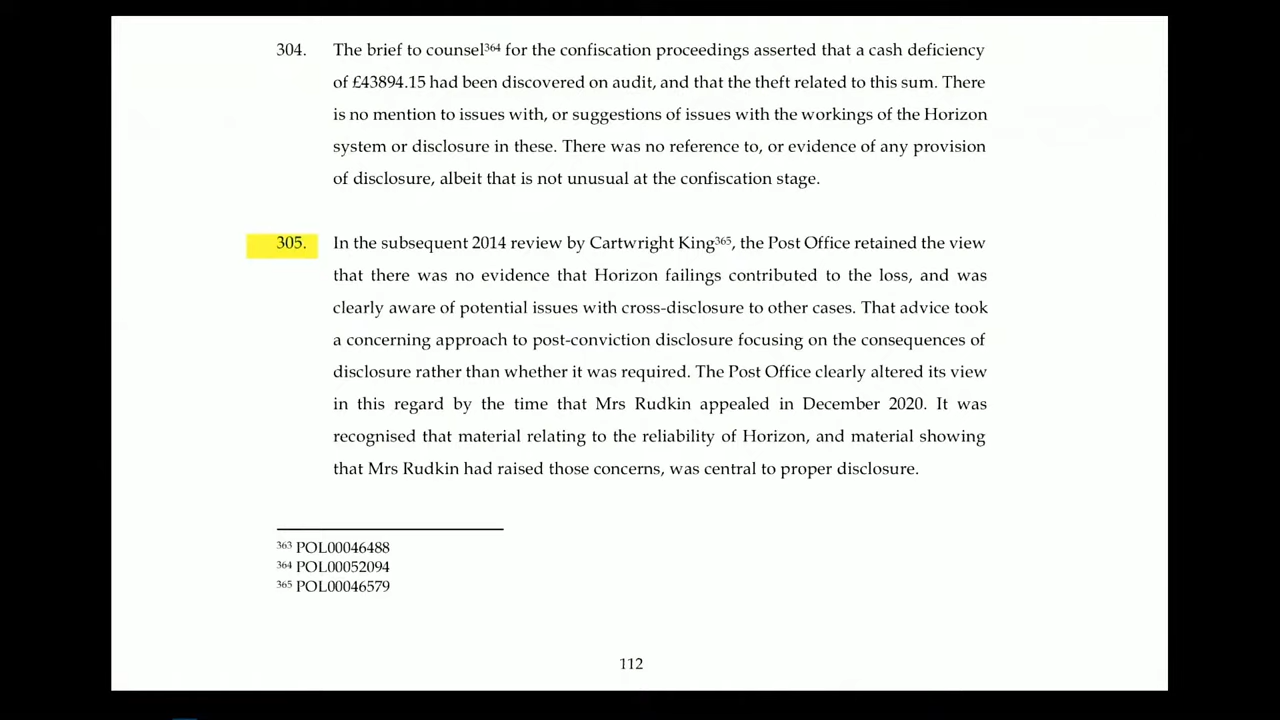 304. The brief to counsel³⁶⁴ for the confiscation proceedings asserted that a cash deficiency
of £43894.15 had been discovered on audit, and that the theft related to this sum. There
is no mention to issues with, or suggestions of issues with the workings of the Horizon
system or disclosure in these. There was no reference to, or evidence of any provision
of disclosure, albeit that is not unusual at the confiscation stage.
305. In the subsequent 2014 review by Cartwright King³⁶⁵, the Post Office retained the view
that there was no evidence that Horizon failings contributed to the loss, and was
clearly aware of potential issues with cross-disclosure to other cases. That advice took
a concerning approach to post-conviction disclosure focusing on the consequences of
disclosure rather than whether it was required. The Post Office clearly altered its view
in this regard by the time that Mrs Rudkin appealed in December 2020. It was
recognised that material relating to the reliability of Horizon, and material showing
that Mrs Rudkin had raised those concerns, was central to proper disclosure.
³⁶³ POL00046488
³⁶⁴ POL00052094
³⁶⁵ POL00046579
112